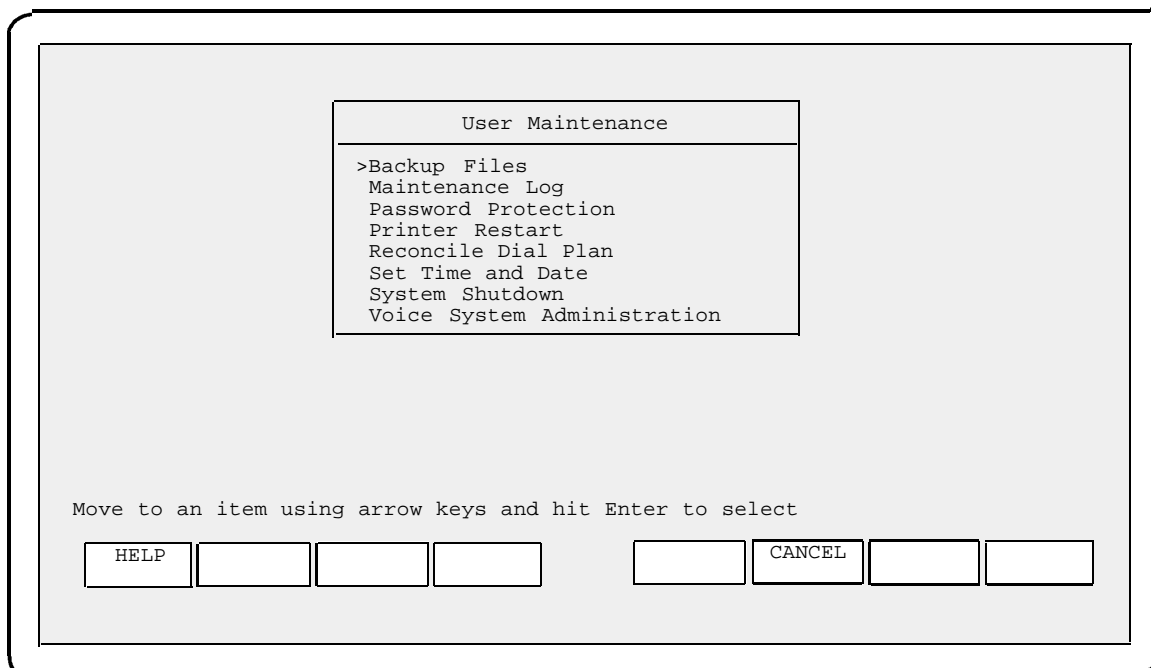 User Maintenance
>Backup Files
Maintenance Log
Password Protection
Printer Restart
Reconcile Dial Plan
Set Time and Date
System Shutdown
Voice System Administration
Move to an item using arrow keys and hit Enter to select
HELP CANCEL